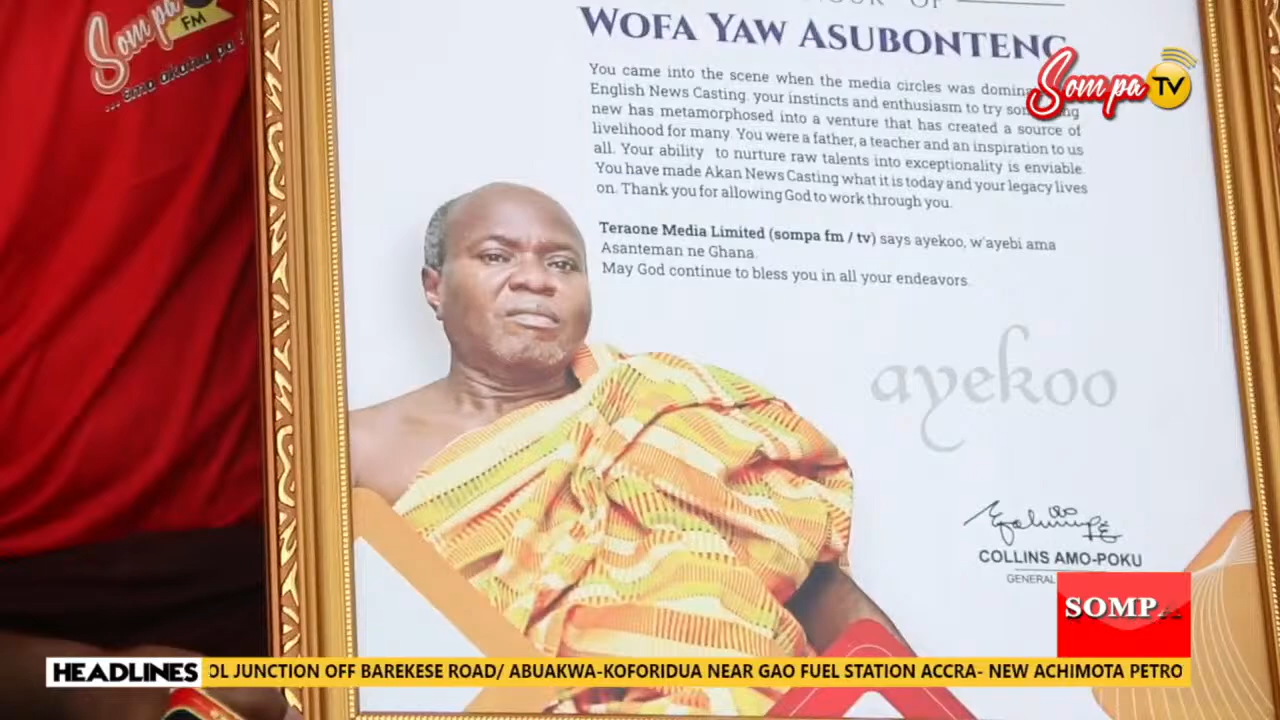 Sompa
FM
... ɛma akatua pa !
WOFA YAW ASUBONTENG
You came into the scene when the media circles was
English News Casting. your instincts and enthusiasm to try
new has metamorphosed into a venture that has created a source of
livelihood for many. You were a father, a teacher and an inspiration to us
all. Your ability to nurture raw talents into exceptionality is enviable.
You have made Akan News Casting what it is today and your legacy lives
on. Thank you for allowing God to work through you.
Teraone Media Limited (sompa fm / tv) says ayekoo, w'ayebi ama
Asanteman ne Ghana.
May God continue to bless you in all your endeavors.
ayekoo
COLLINS AMO-POKU
GENERAL
Sompa TV
SOMPA
HEADLINES
OL JUNCTION OFF BAREKESE ROAD/ ABUAKWA-KOFORIDUA NEAR GAO FUEL STATION ACCRA- NEW ACHIMOTA PETRO